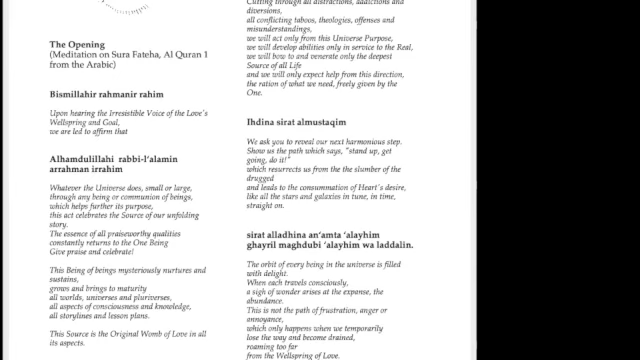 The Opening
(Meditation on Sura Fateha, Al Quran 1
from the Arabic)
Bismillahir rahmanir rahim
Upon hearing the Irresistible Voice of the Love's
Wellspring and Goal,
we are led to affirm that
Alhamdulillahi rabbi-l-'alamin
arrahman irrahim
Whatever the Universe does, small or large,
through any being or communion of beings,
which helps further its purpose,
this act celebrates the Source of our unfolding
story.
The essence of all praiseworthy qualities
constantly returns to the One Being
Give praise and celebrate!
This Being of beings mysteriously nurtures and
sustains,
grows and brings to maturity
all worlds, universes and pluriverses,
all aspects of consciousness and knowledge,
all storylines and lesson plans.
This Source is the Original Womb of Love in all
its aspects.
Cutting through all distractions, addictions and
diversions,
all conflicting taboos, theologies, offenses and
misunderstandings,
we will act only from this Universe Purpose,
we will develop abilities only in service to the Real,
we will bow to and venerate only the deepest
Source of all Life
and we will only expect help from this direction,
the ration of what we need, freely given by the
One.
Ihdina sirat almustaqim
We ask you to reveal our next harmonious step.
Show us the path which says, "stand up, get
going, do it!"
which resurrects us from the the slumber of the
drugged
and leads to the consummation of Heart's desire,
like all the stars and galaxies in tune, in time,
straight on.
sirat alladhina an'amta 'alayhim
ghayril maghdubi 'alayhim wa laddalin.
The orbit of every being in the universe is filled
with delight.
When each travels consciously,
a sigh of wonder arises at the expense, the
abundance.
This is not the path of frustration, anger or
annoyance,
which only happens when we temporarily
lose the way and become drained,
roaming too far
from the Wellspring of Love.